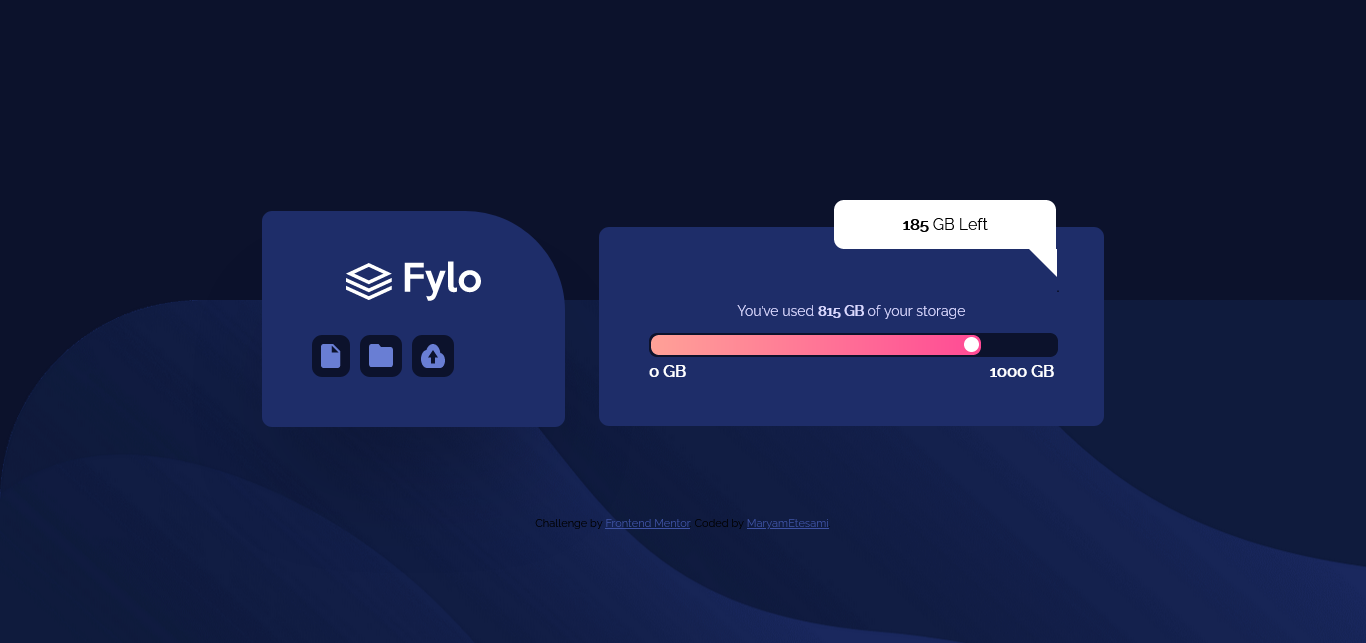 Fylo
185 GB Left
You've used 815 GB of your storage
0 GB
1000 GB
Challenge by Frontend Mentor. Coded by MaryamEtesami